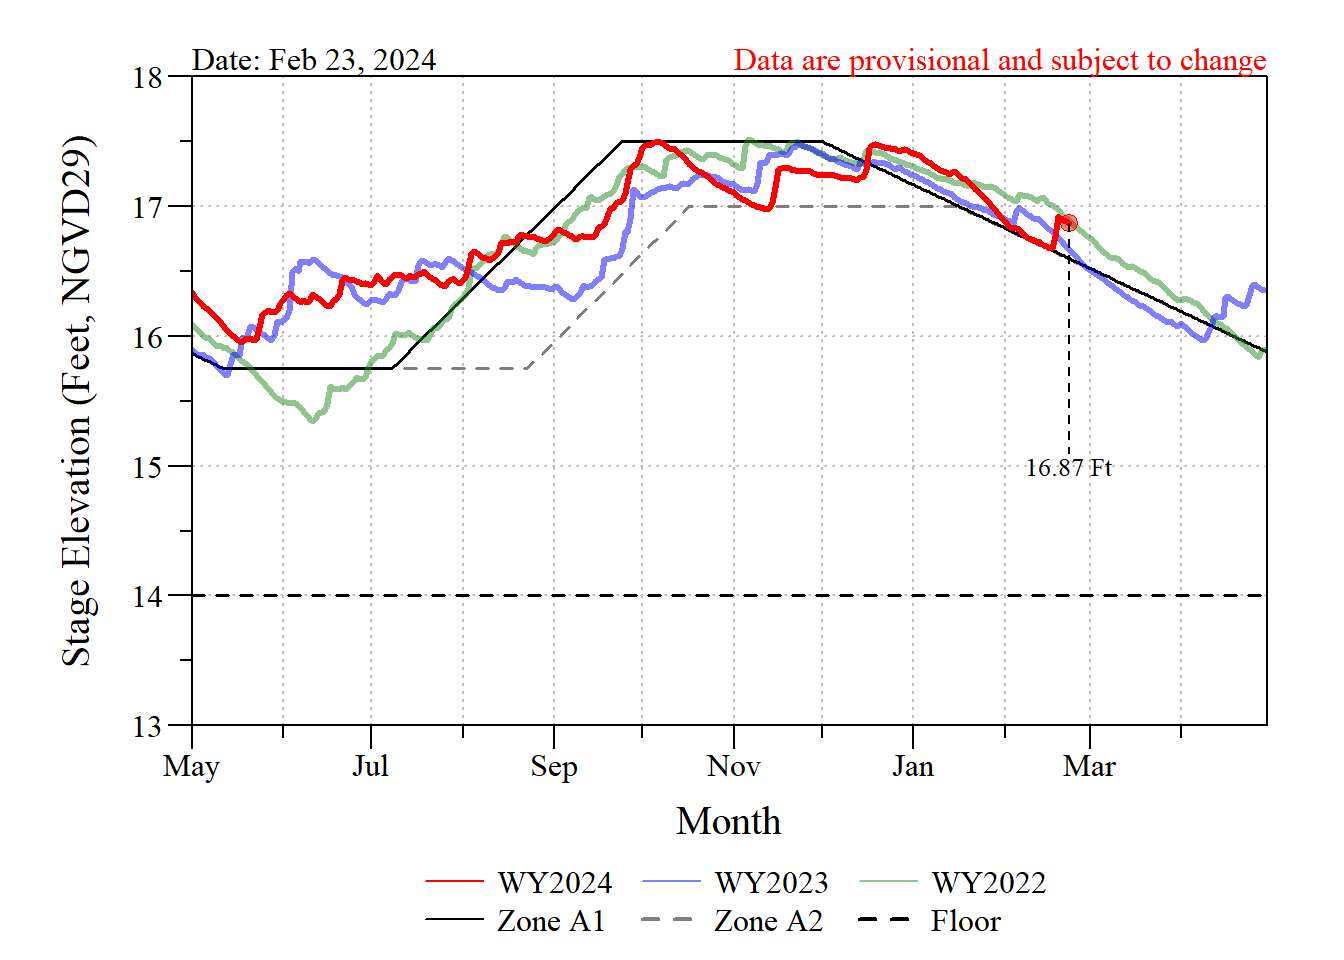 Date: Feb 23, 2024
Data are provisional and subject to change
18
17
16
15
14
13
Stage Elevation (Feet, NGVD29)
16.87 Ft
May Jul Sep Nov Jan Mar
Month
WY2024 WY2023 WY2022
Zone A1 Zone A2 Floor